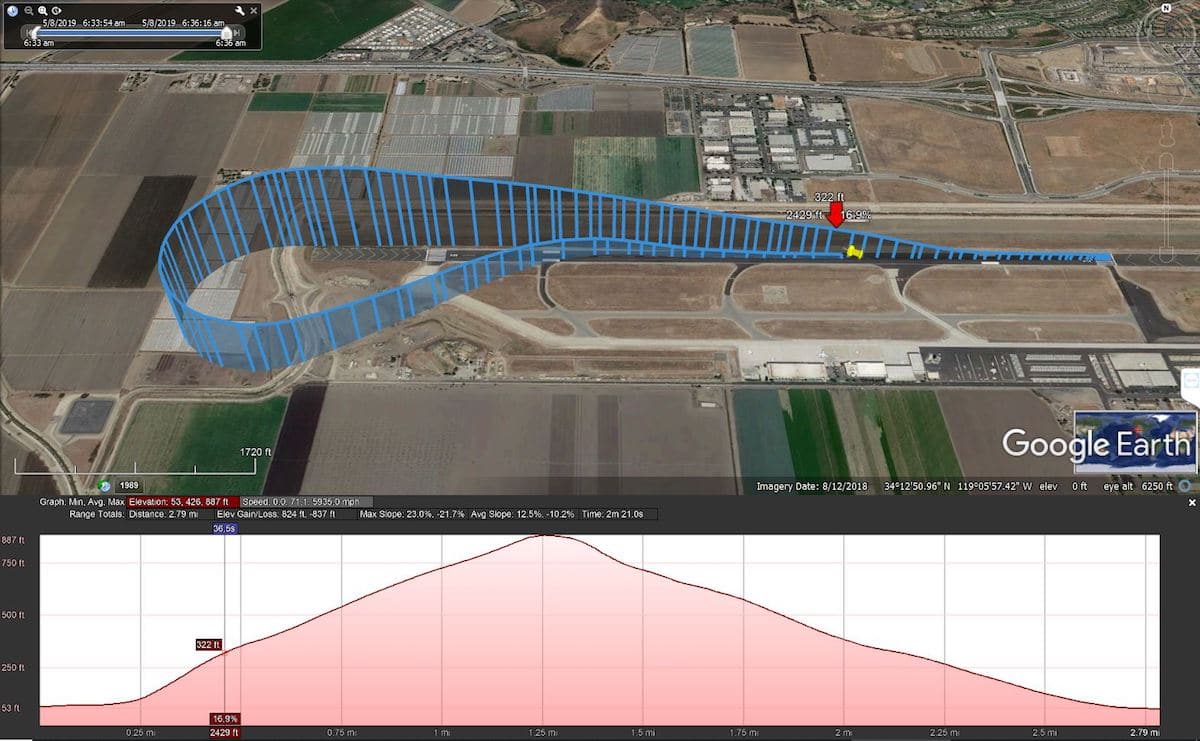 5/8/2019 6:33:54 am 5/8/2019 6:36:16 am
6:33 am 6:36 am
N
322 ft
2429 ft 16.9%
1720 ft
1989
Google Earth
Imagery Date: 8/12/2018 34°12'50.96" N 119°05'57.42" W elev 0 ft eye alt 6250 ft
Graph: Min, Avg, Max Elevation: 53, 426, 887 ft Speed: 0.0, 71.1, 5935.0 mph
Range Totals: Distance: 2.79 mi Elev Gain/Loss: 824 ft, -837 ft Max Slope: 23.0%, -21.7% Avg Slope: 12.5%, -10.2% Time: 2m 21.0s
36.5s
887 ft
750 ft
500 ft
322 ft
250 ft
53 ft
16.9%
0.25 mi 2429 ft 0.75 mi 1 mi 1.25 mi 1.5 mi 1.75 mi 2 mi 2.25 mi 2.5 mi 2.79 mi